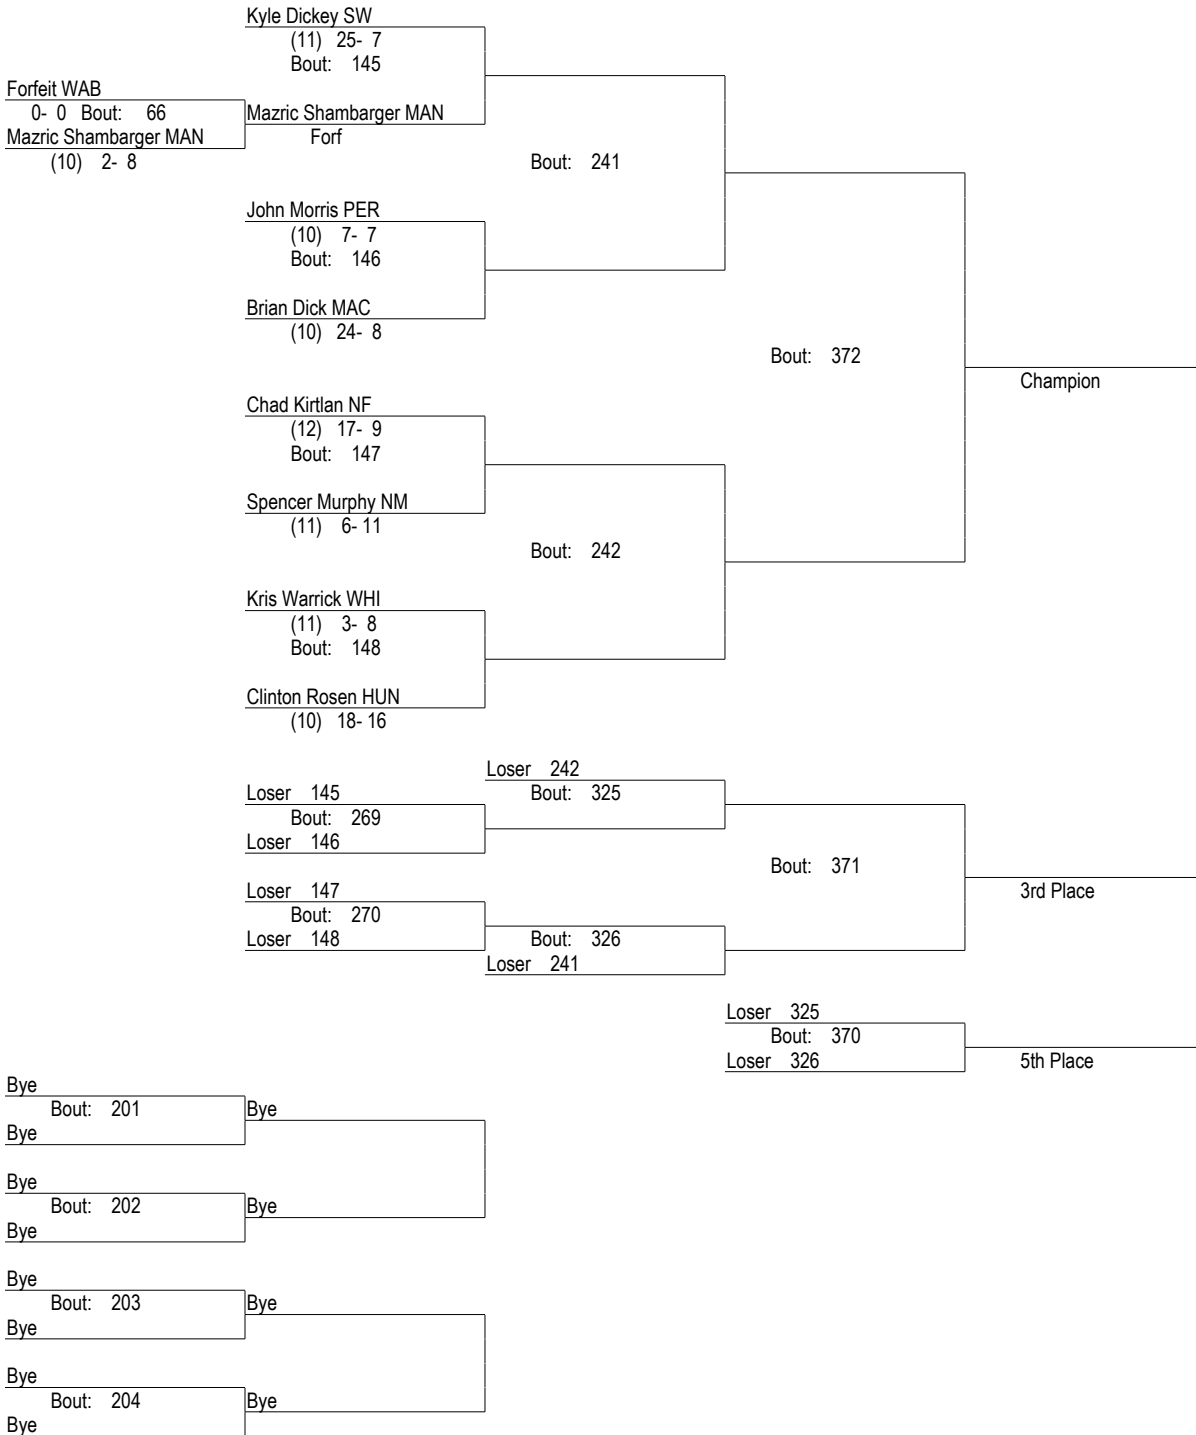 Kyle Dickey SW
(11) 25- 7
Bout: 145
Forfeit WAB
0- 0 Bout: 66
Mazric Shambarger MAN
Mazric Shambarger MAN
Forf
(10) 2- 8
Bout: 241
John Morris PER
(10) 7- 7
Bout: 146
Brian Dick MAC
(10) 24- 8
Bout: 372
Champion
Chad Kirtlan NF
(12) 17- 9
Bout: 147
Spencer Murphy NM
(11) 6- 11
Bout: 242
Kris Warrick WHI
(11) 3- 8
Bout: 148
Clinton Rosen HUN
(10) 18- 16
Loser 242
Loser 145
Bout: 325
Bout: 269
Loser 146
Bout: 371
Loser 147
3rd Place
Bout: 270
Loser 148
Bout: 326
Loser 241
Loser 325
Bout: 370
Loser 326
5th Place
Bye
Bout: 201
Bye
Bye
Bye
Bout: 202
Bye
Bye
Bye
Bout: 203
Bye
Bye
Bye
Bout: 204
Bye
Bye